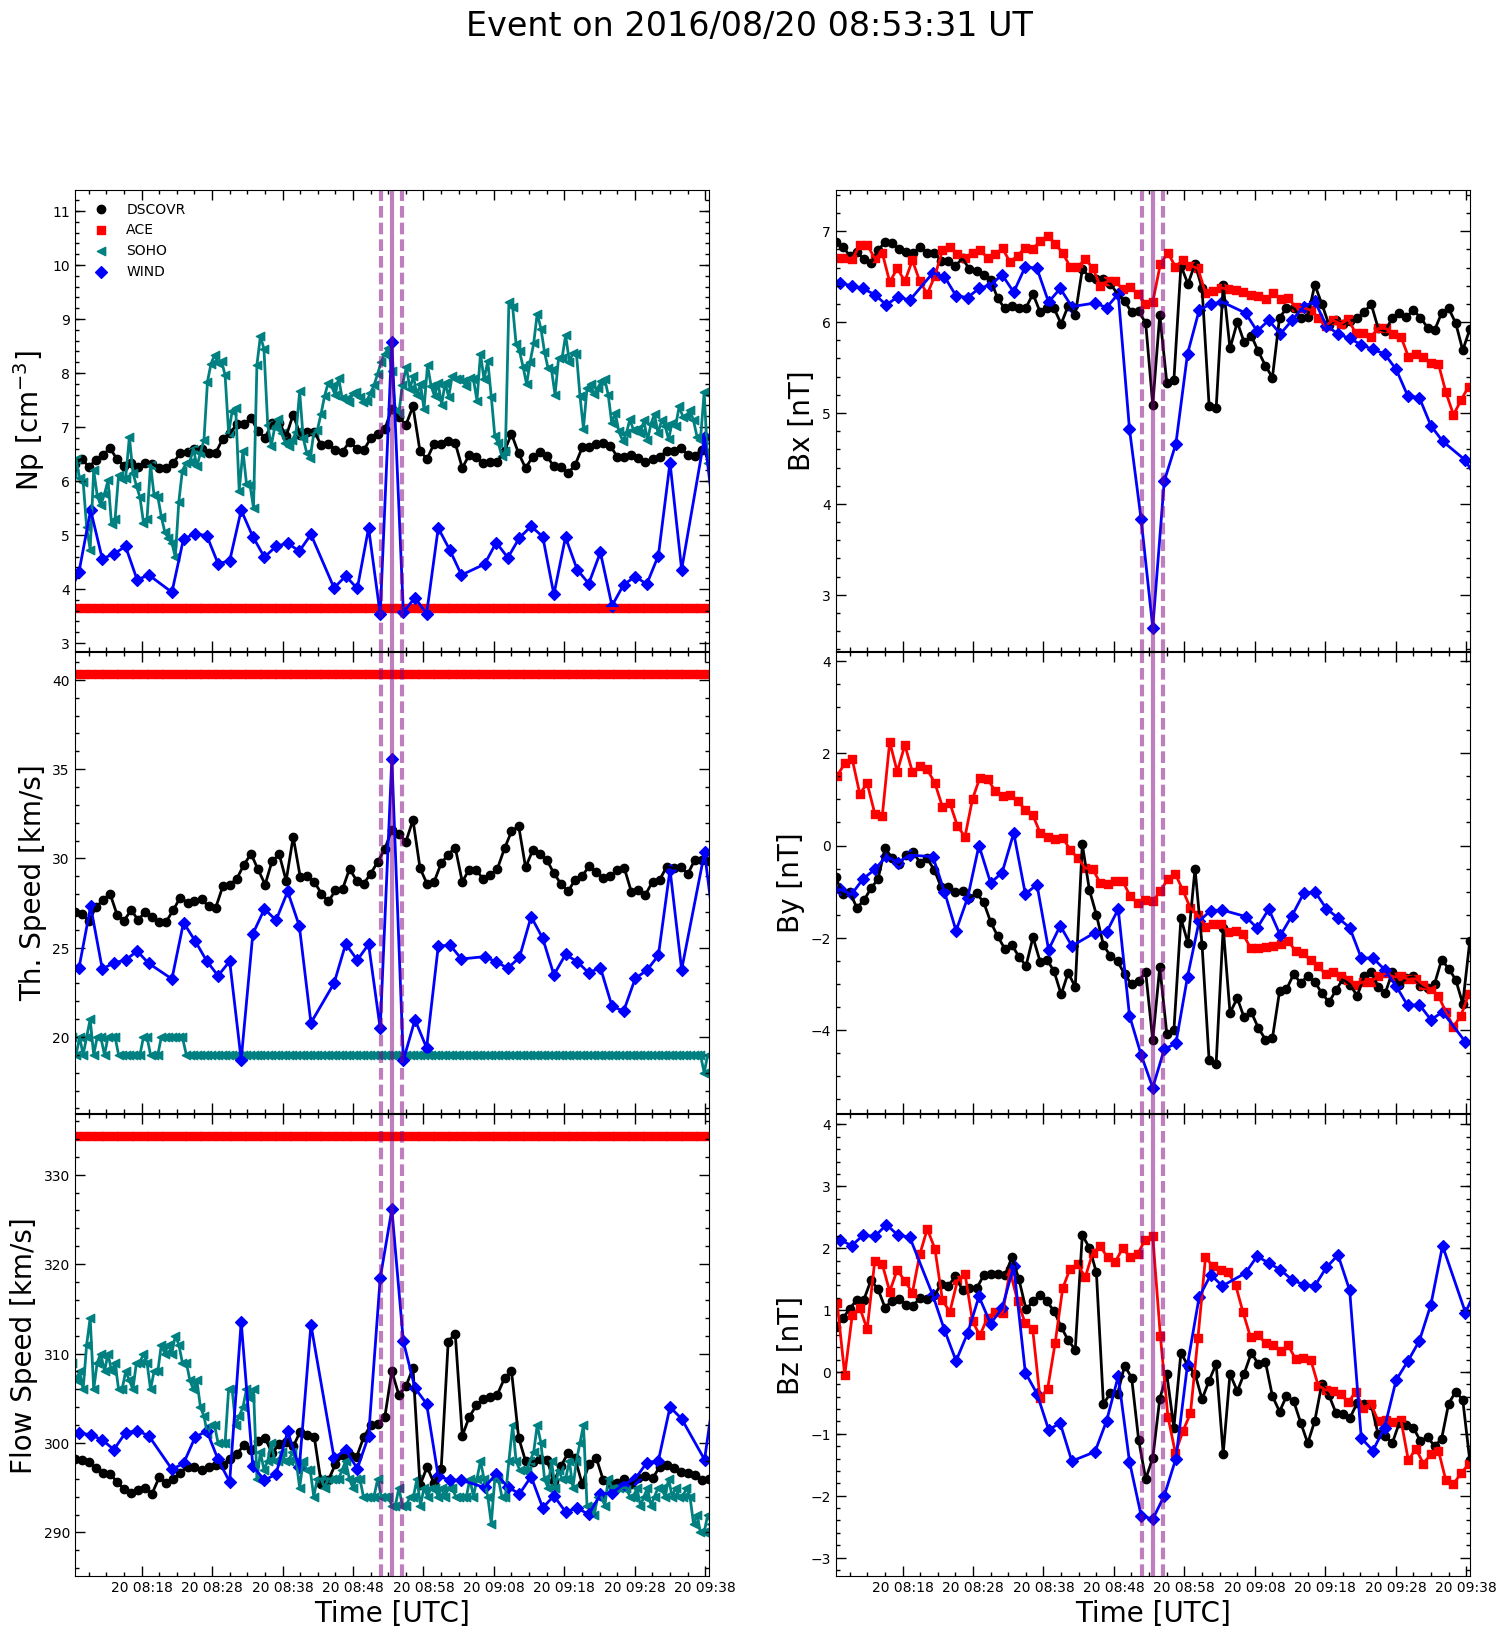 Event on 2016/08/20 08:53:31 UT
DSCOVR
ACE
SOHO
WIND
Np [cm⁻³]
11
10
9
8
7
6
5
4
3
Th. Speed [km/s]
40
35
30
25
20
Flow Speed [km/s]
330
320
310
300
290
20 08:18 20 08:28 20 08:38 20 08:48 20 08:58 20 09:08 20 09:18 20 09:28 20 09:38
Time [UTC]
Bx [nT]
7
6
5
4
3
By [nT]
4
2
0
−2
−4
Bz [nT]
4
3
2
1
0
−1
−2
−3
20 08:18 20 08:28 20 08:38 20 08:48 20 08:58 20 09:08 20 09:18 20 09:28 20 09:38
Time [UTC]